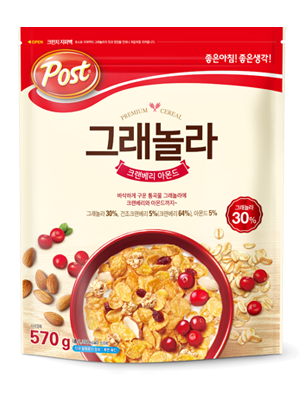 OPEN
좋은아침! 좋은생각!
Post
PREMIUM CEREAL
그래놀라
크랜베리 아몬드
바삭하게 구운 통곡물 그래놀라에
크랜베리와 아몬드까지~
그래놀라 30%, 건조크랜베리 5%(크랜베리 64%), 아몬드 5%
그래놀라
30%
570 g